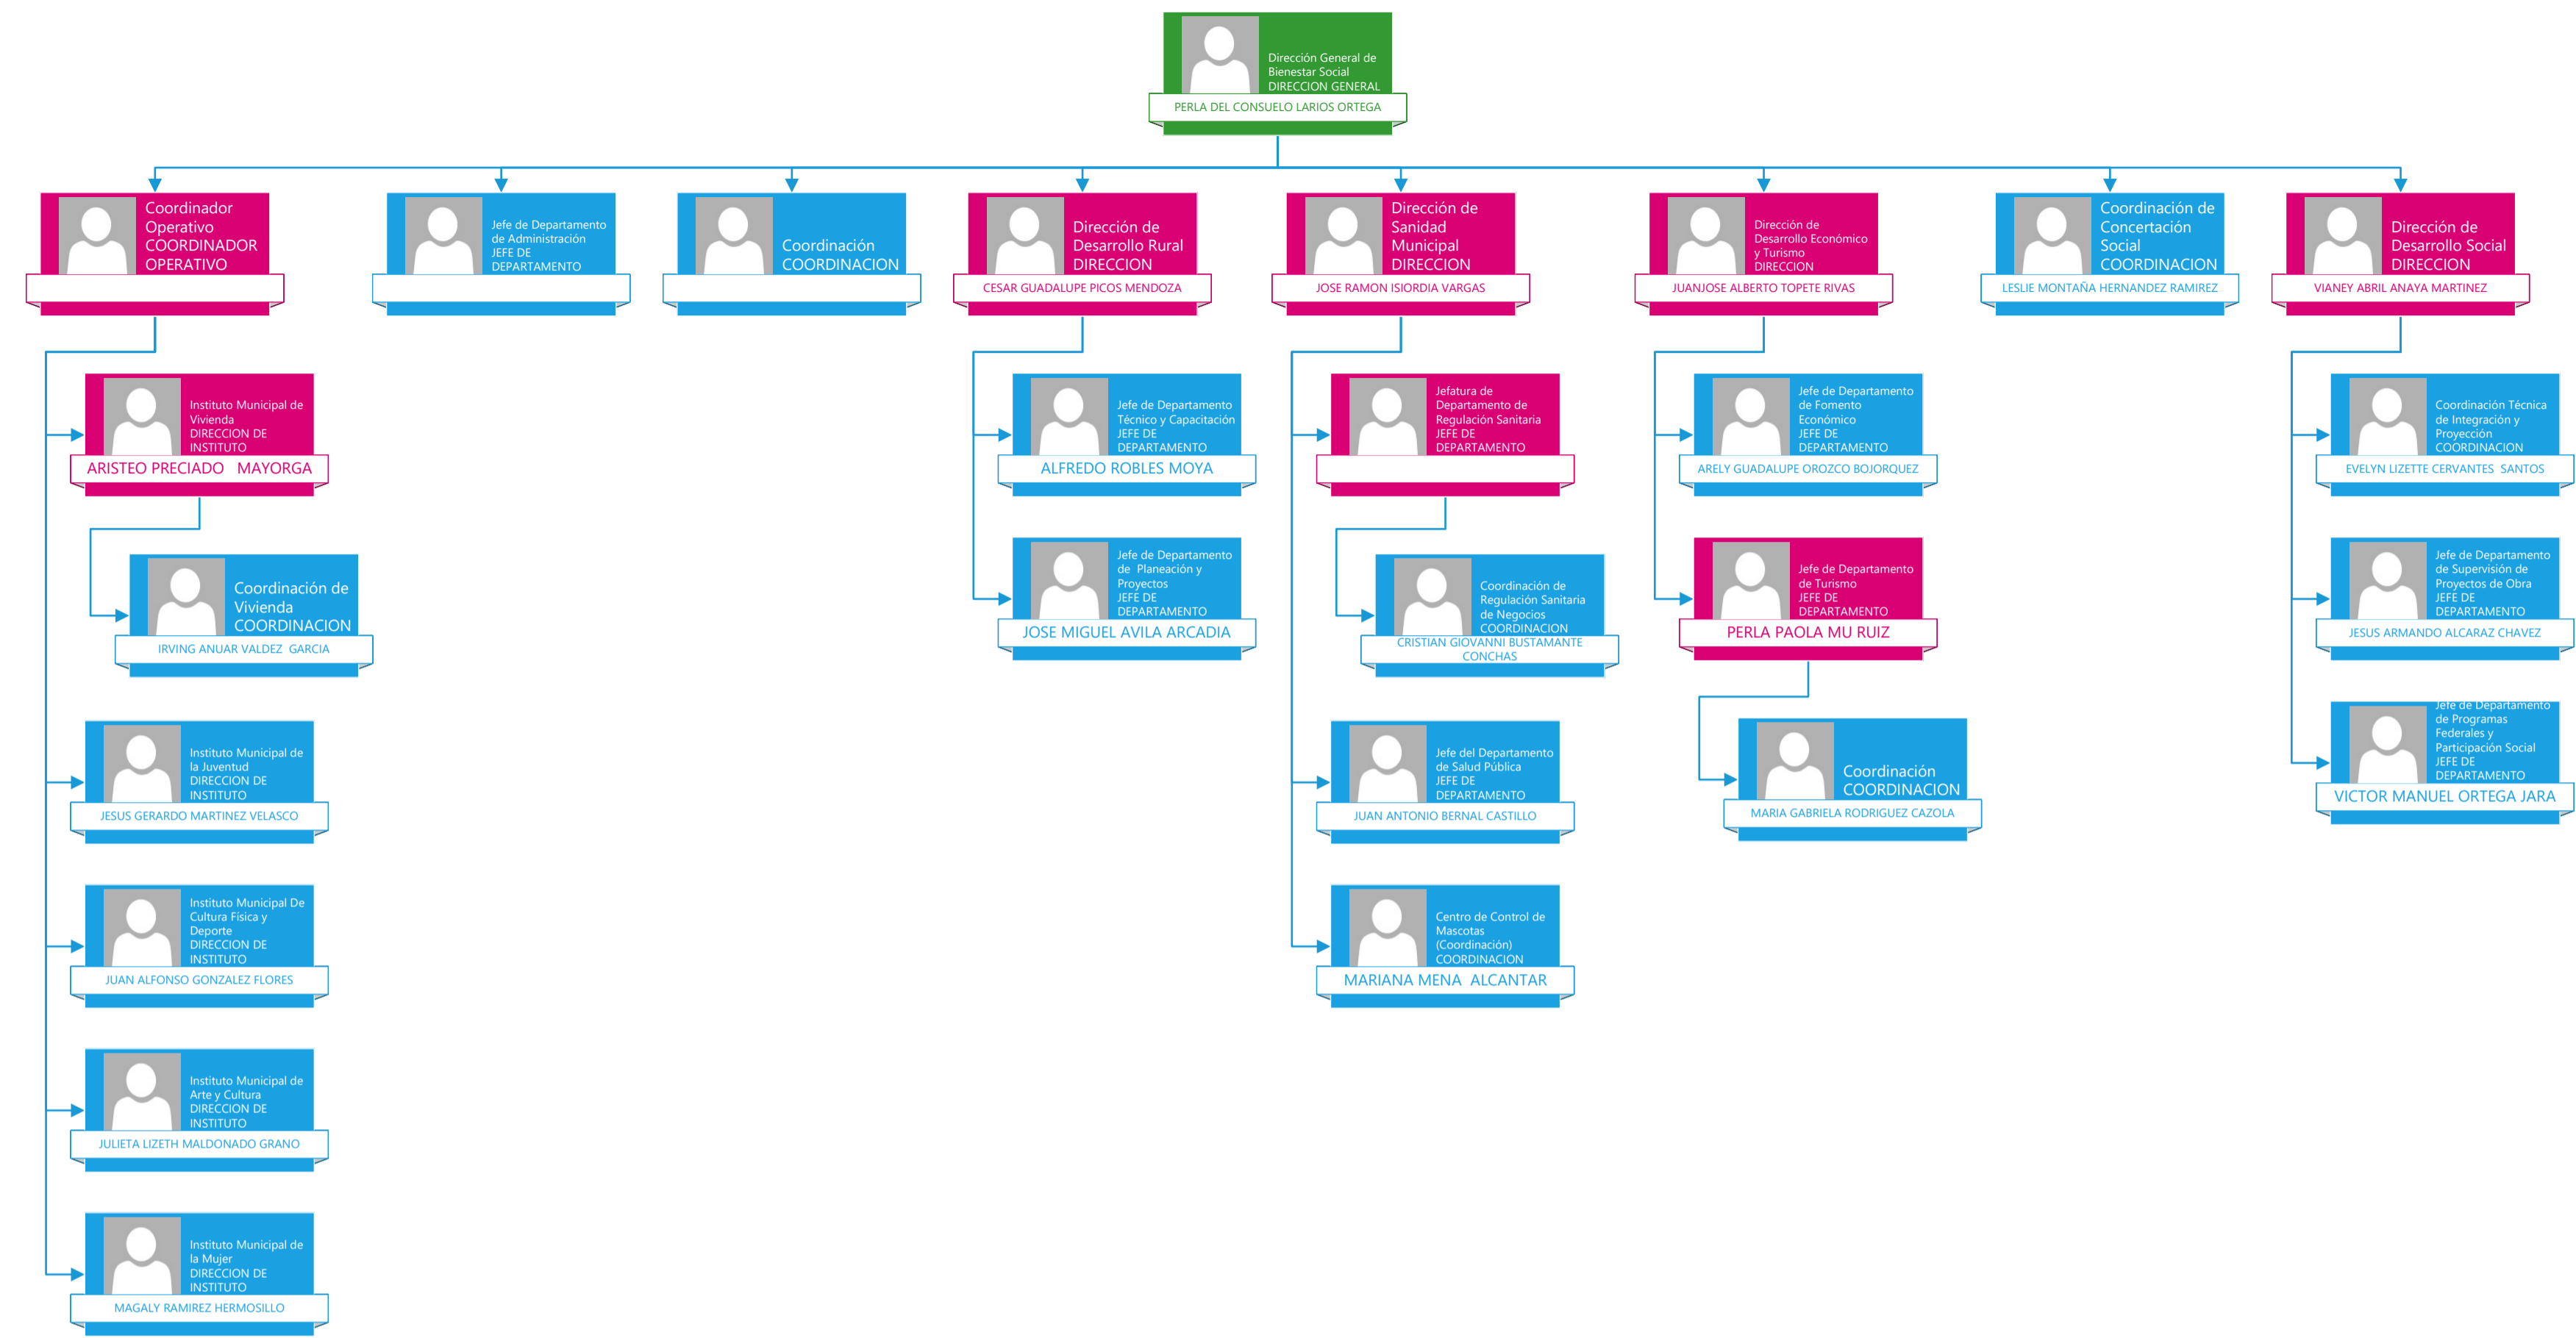 Dirección General de
Bienestar Social
DIRECCION GENERAL
PERLA DEL CONSUELO LARIOS ORTEGA
Coordinador
Operativo
COORDINADOR
OPERATIVO
Jefe de Departamento
de Administración
JEFE DE
DEPARTAMENTO
Coordinación
COORDINACION
Dirección de
Desarrollo Rural
DIRECCION
CESAR GUADALUPE PICOS MENDOZA
Dirección de
Sanidad
Municipal
DIRECCION
JOSE RAMON ISIORDIA VARGAS
Dirección de
Desarrollo Económico
y Turismo
DIRECCION
JUANJOSE ALBERTO TOPETE RIVAS
Coordinación de
Concertación
Social
COORDINACION
LESLIE MONTAÑA HERNANDEZ RAMIREZ
Dirección de
Desarrollo Social
DIRECCION
VIANEY ABRIL ANAYA MARTINEZ
Instituto Municipal de
Vivienda
DIRECCION DE
INSTITUTO
ARISTEO PRECIADO   MAYORGA
Coordinación de
Vivienda
COORDINACION
IRVING ANUAR VALDEZ  GARCIA
Instituto Municipal de
la Juventud
DIRECCION DE
INSTITUTO
JESUS GERARDO MARTINEZ VELASCO
Instituto Municipal De
Cultura Física y
Deporte
DIRECCION DE
INSTITUTO
JUAN ALFONSO GONZALEZ FLORES
Instituto Municipal de
Arte y Cultura
DIRECCION DE
INSTITUTO
JULIETA LIZETH MALDONADO GRANO
Instituto Municipal de
la Mujer
DIRECCION DE
INSTITUTO
MAGALY RAMIREZ HERMOSILLO
Jefe de Departamento
Técnico y Capacitación
JEFE DE
DEPARTAMENTO
ALFREDO ROBLES MOYA
Jefe de Departamento
de  Planeación y
Proyectos
JEFE DE
DEPARTAMENTO
JOSE MIGUEL AVILA ARCADIA
Jefatura de
Departamento de
Regulación Sanitaria
JEFE DE
DEPARTAMENTO
Coordinación de
Regulación Sanitaria
de Negocios
COORDINACION
CRISTIAN GIOVANNI BUSTAMANTE
CONCHAS
Jefe del Departamento
de Salud Pública
JEFE DE
DEPARTAMENTO
JUAN ANTONIO BERNAL CASTILLO
Centro de Control de
Mascotas
(Coordinación)
COORDINACION
MARIANA MENA  ALCANTAR
Jefe de Departamento
de Fomento
Económico
JEFE DE
DEPARTAMENTO
ARELY GUADALUPE OROZCO BOJORQUEZ
Jefe de Departamento
de Turismo
JEFE DE
DEPARTAMENTO
PERLA PAOLA MU RUIZ
Coordinación
COORDINACION
MARIA GABRIELA RODRIGUEZ CAZOLA
Coordinación Técnica
de Integración y
Proyección
COORDINACION
EVELYN LIZETTE CERVANTES  SANTOS
Jefe de Departamento
de Supervisión de
Proyectos de Obra
JEFE DE
DEPARTAMENTO
JESUS ARMANDO ALCARAZ CHAVEZ
Jefe de Departamento
de Programas
Federales y
Participación Social
JEFE DE
DEPARTAMENTO
VICTOR MANUEL ORTEGA JARA